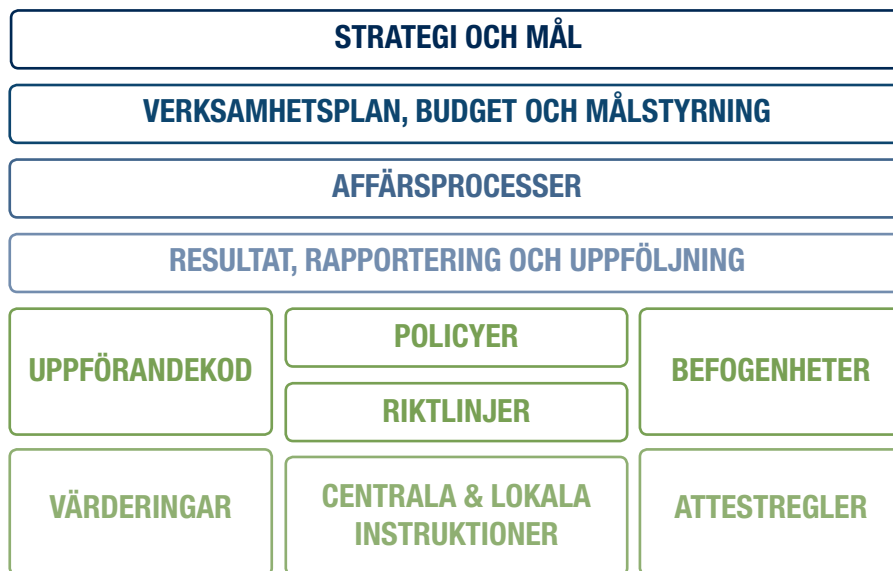 STRATEGI OCH MÅL
VERKSAMHETSPLAN, BUDGET OCH MÅLSTYRNING
AFFÄRSPROCESSER
RESULTAT, RAPPORTERING OCH UPPFÖLJNING
UPPFÖRANDEKOD
POLICYER
RIKTLINJER
BEFOGENHETER
VÄRDERINGAR
CENTRALA & LOKALA
INSTRUKTIONER
ATTESTREGLER